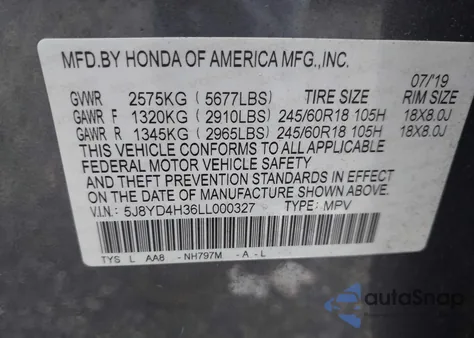 MFD.BY HONDA OF AMERICA MFG.,INC.
07/19
GVWR 2575KG (5677LBS) TIRE SIZE RIM SIZE
GAWR F 1320KG (2910LBS) 245/60R18 105H 18X8.0J
GAWR R 1345KG (2965LBS) 245/60R18 105H 18X8.0J
THIS VEHICLE CONFORMS TO ALL APPLICABLE
FEDERAL MOTOR VEHICLE SAFETY
AND THEFT PREVENTION STANDARDS IN EFFECT
ON THE DATE OF MANUFACTURE SHOWN ABOVE.
V.I.N.: 5J8YD4H36LL000327 TYPE: MPV
TYS L AA8 -NH797M -A-L
autoSnap